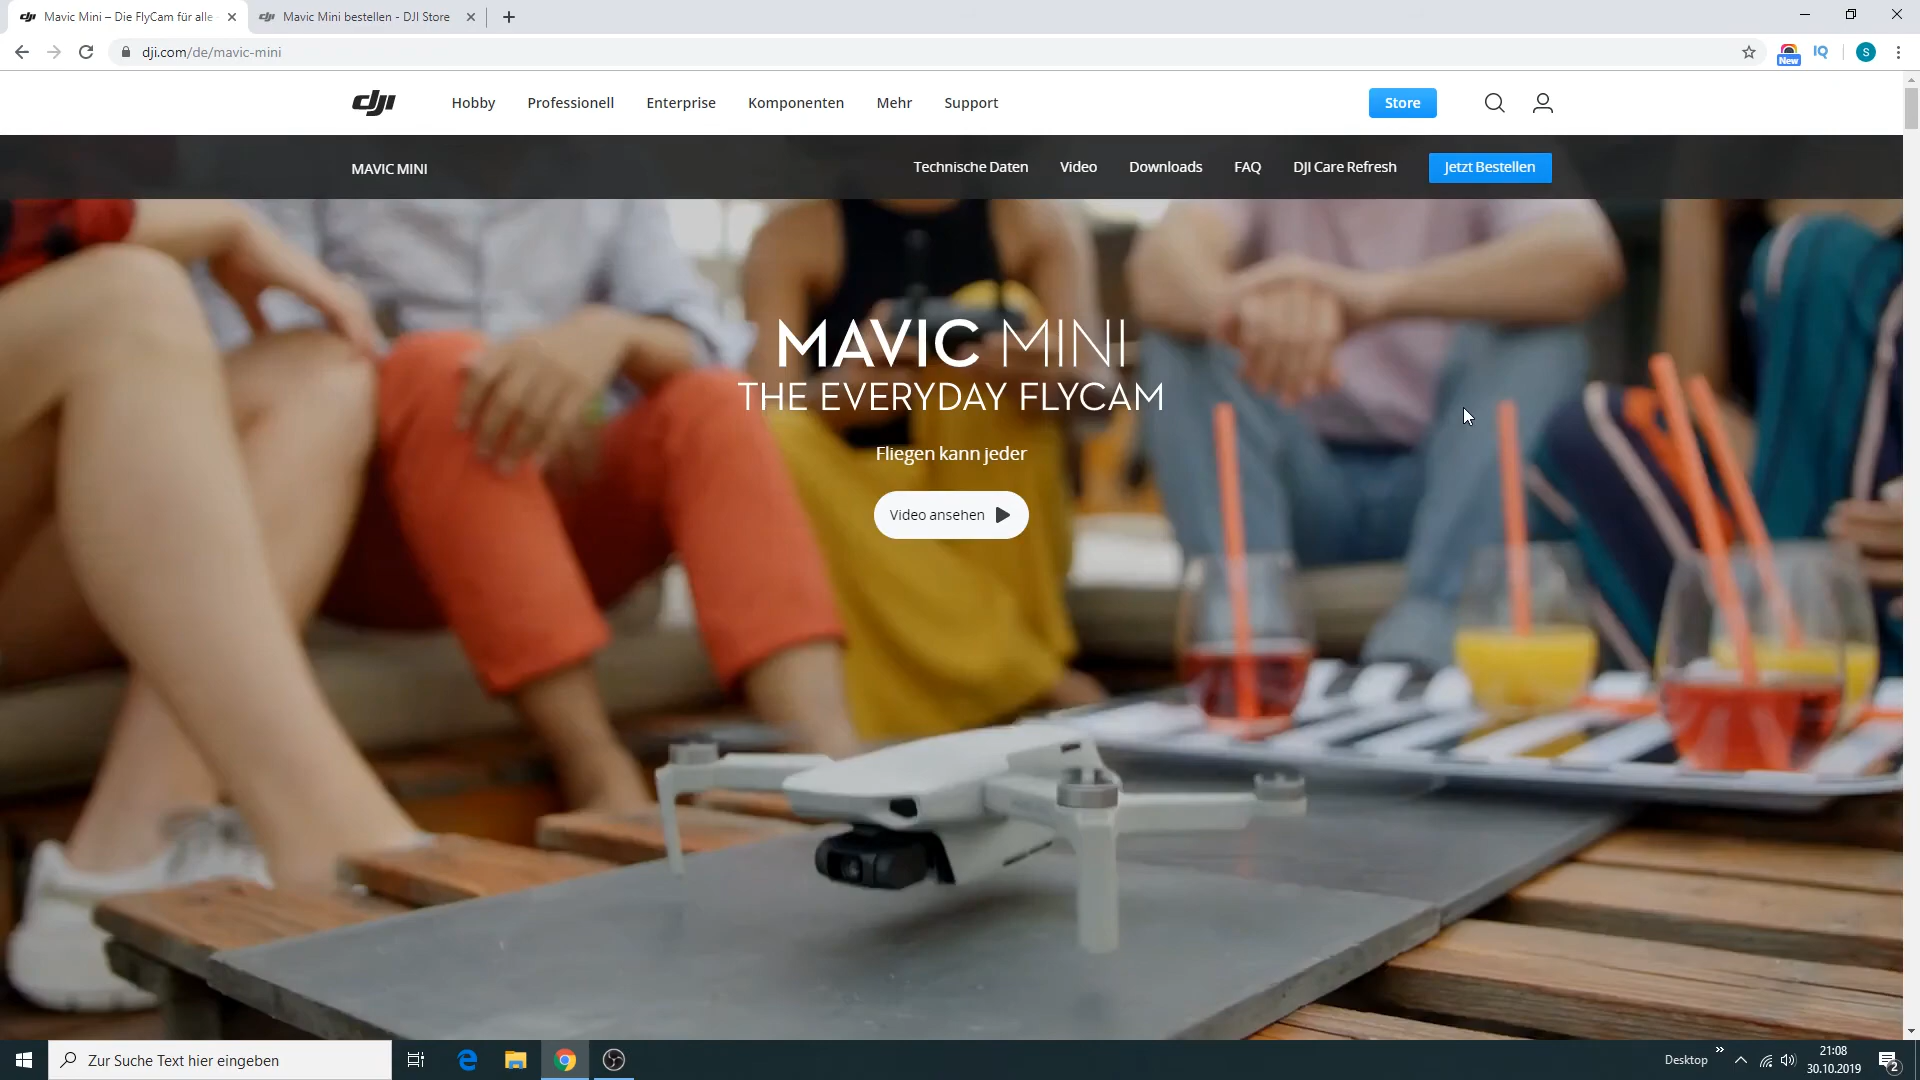 Mavic Mini – Die FlyCam für alle
Mavic Mini bestellen - DJI Store
dji.com/de/mavic-mini
New
IQ
S
dji
Hobby
Professionell
Enterprise
Komponenten
Mehr
Support
Store
MAVIC MINI
Technische Daten
Video
Downloads
FAQ
DJI Care Refresh
Jetzt Bestellen
MAVIC MINI
THE EVERYDAY FLYCAM
Fliegen kann jeder
Video ansehen
Zur Suche Text hier eingeben
Desktop
21:08
30.10.2019
2